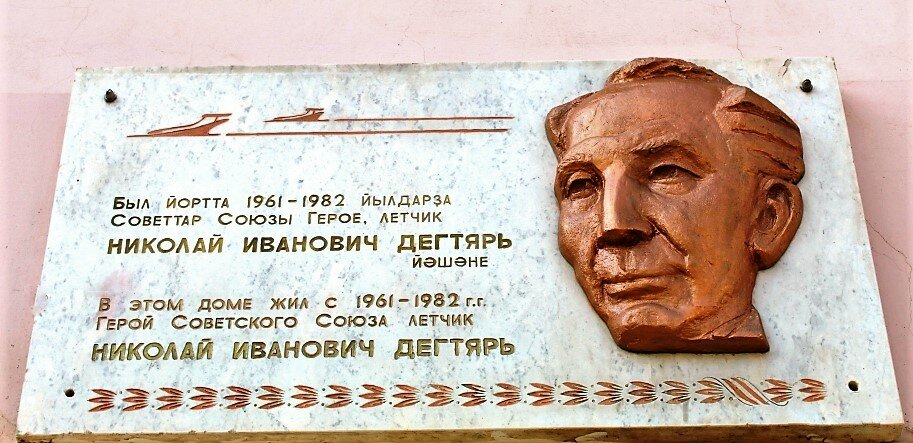 Был йортта 1961–1982 йылдарҙа
Советтар Союзы Герое, летчик
НИКОЛАЙ ИВАНОВИЧ ДЕГТЯРЬ
йәшәне
В этом доме жил с 1961–1982 г.г.
Герой Советского Союза летчик
НИКОЛАЙ ИВАНОВИЧ ДЕГТЯРЬ